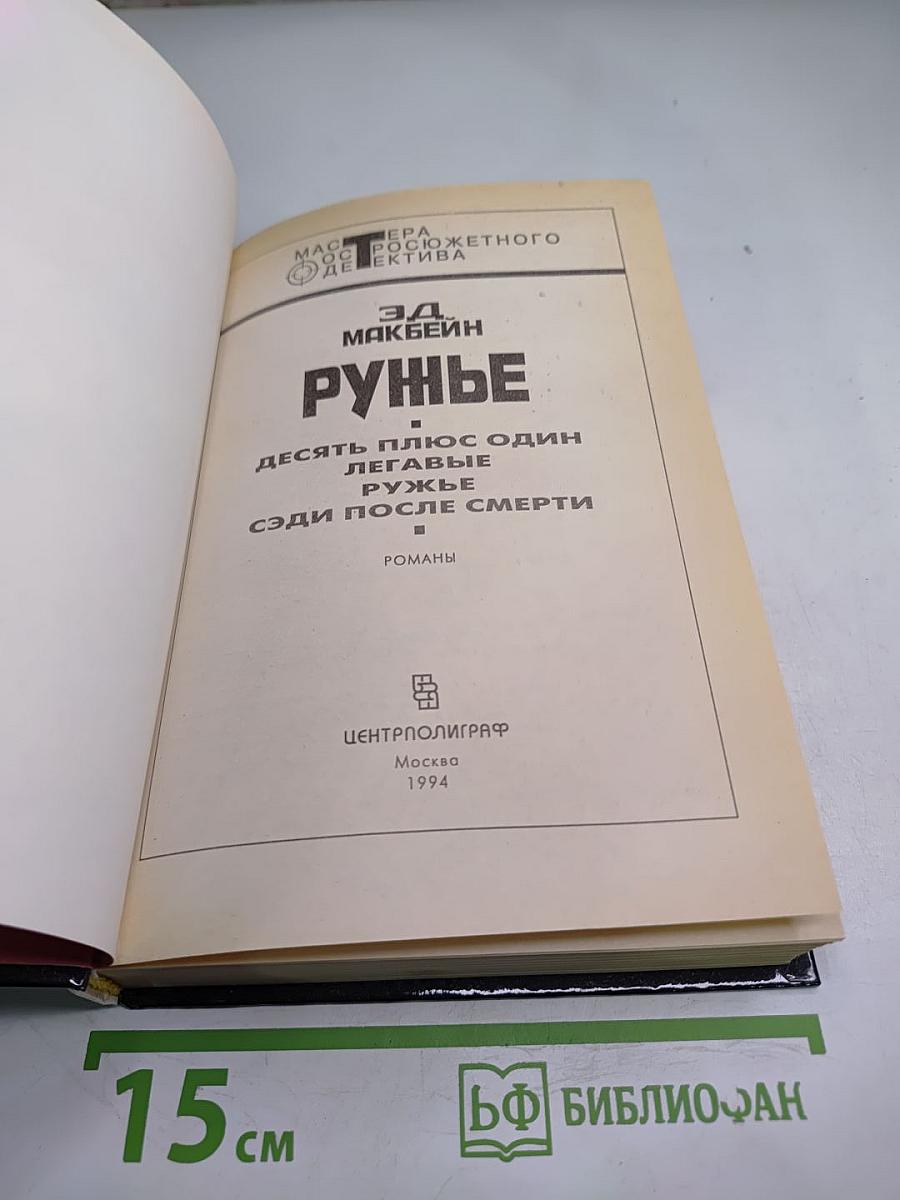 МАСТЕРА
ОСТРОСЮЖЕТНОГО
ДЕТЕКТИВА
ЭД
МАКБЕЙН
РУЖЬЕ
ДЕСЯТЬ ПЛЮС ОДИН
ЛЕГАВЫЕ
РУЖЬЕ
СЭДИ ПОСЛЕ СМЕРТИ
РОМАНЫ
ЦЕНТРПОЛИГРАФ
Москва
1994
15 см
БФ БИБЛИОФАН